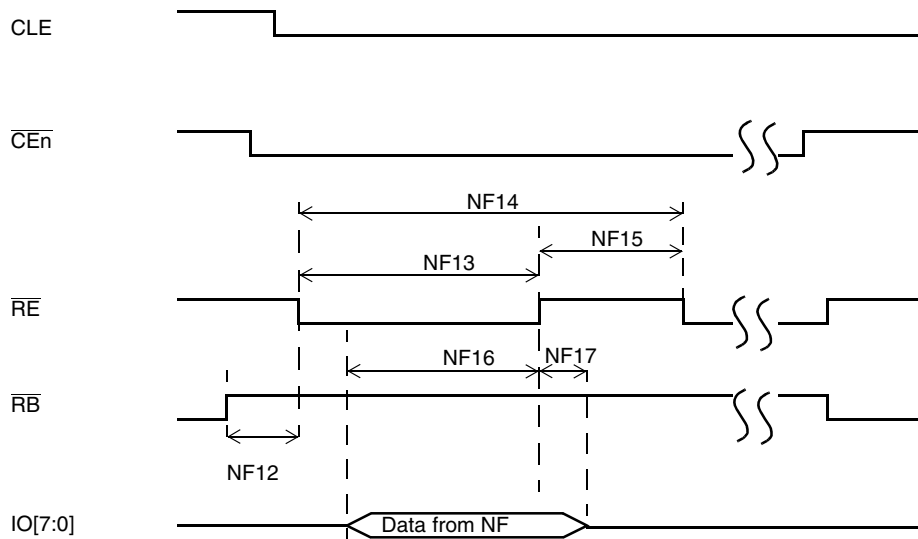 CLE
CEn
NF14
NF15
NF13
RE
NF16
NF17
RB
NF12
IO[7:0]
Data from NF